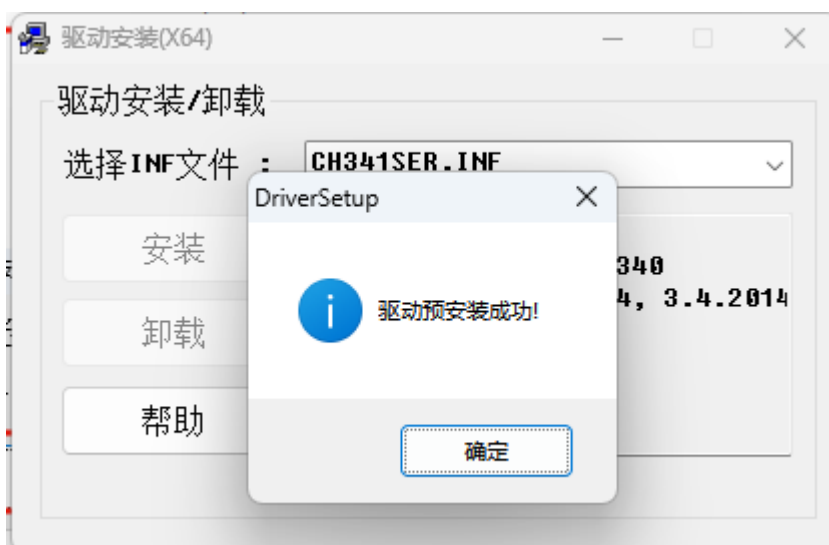 驱动安装(X64)
驱动安装/卸载
选择INF文件 :
CH341SER.INF
DriverSetup
安装
340
驱动预安装成功!
4, 3.4.2014
卸载
帮助
确定